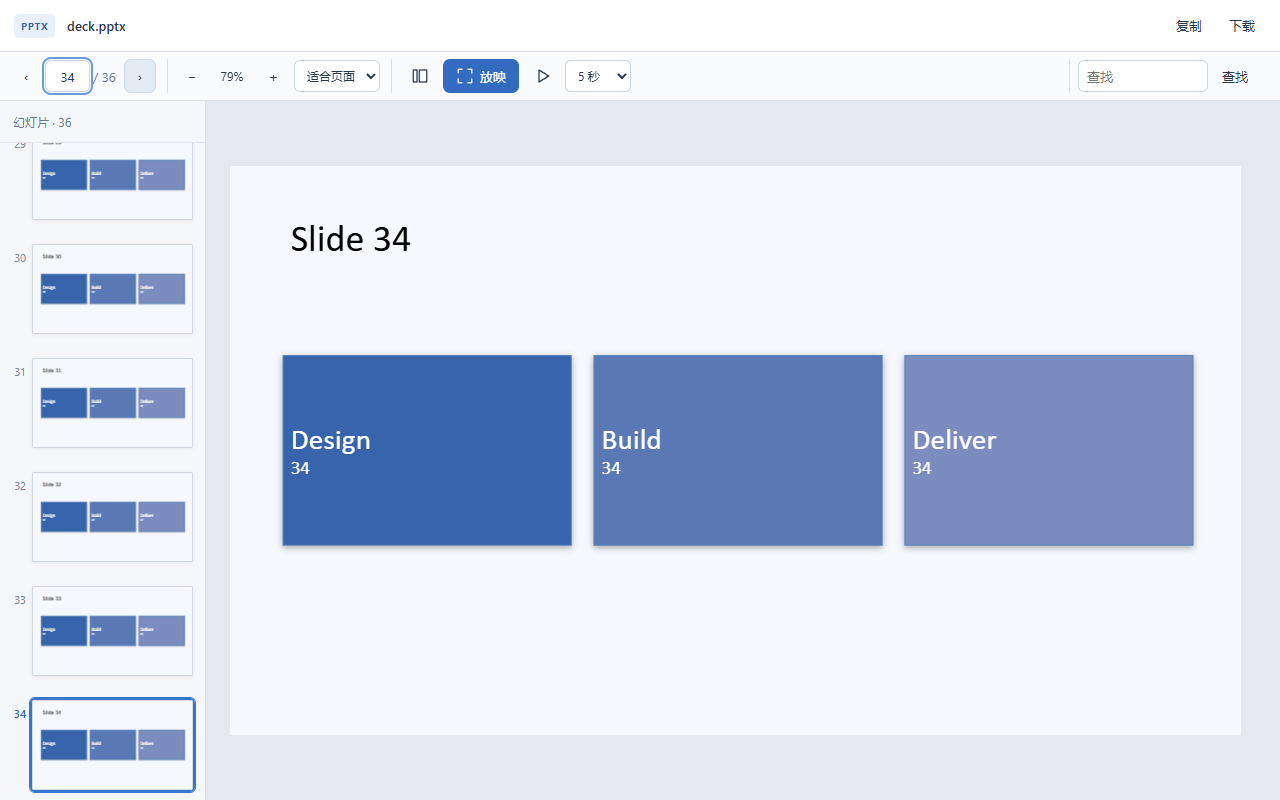 PPTX deck.pptx 复制 下载
‹ 34 / 36 › − 79% + 适合页面 放映 5 秒 查找 查找
幻灯片 · 36
29
Design Build Deliver
30
Slide 30
Design Build Deliver
31
Slide 31
Design Build Deliver
32
Slide 32
Design Build Deliver
33
Slide 33
Design Build Deliver
34
Slide 34
Design Build Deliver
Slide 34
Design Build Deliver
34 34 34